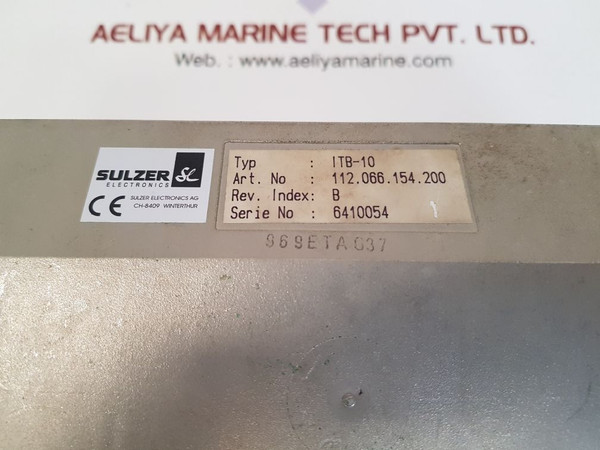 AELIYA MARINE TECH PVT. LTD.
Web. : www.aeliyamarine.com
SULZER
ELECTRONICS
SULZER ELECTRONICS AG
CH-8409 WINTERTHUR
CE
Typ : ITB-10
Art. No : 112.066.154.200
Rev. Index: B
Serie No : 6410054 1
969ETA037